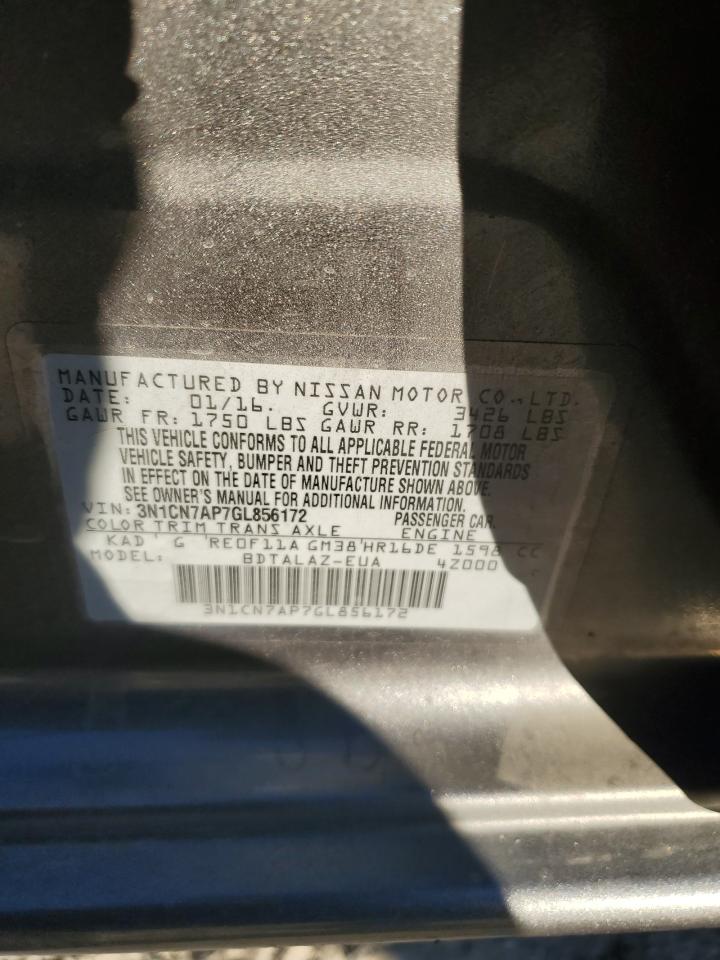 MANUFACTURED BY NISSAN MOTOR CO., LTD.
DATE: 01/16. GVWR: 3426 LBS
GAWR FR: 1750 LBS GAWR RR: 1708 LBS
THIS VEHICLE CONFORMS TO ALL APPLICABLE FEDERAL MOTOR
VEHICLE SAFETY, BUMPER AND THEFT PREVENTION STANDARDS
IN EFFECT ON THE DATE OF MANUFACTURE SHOWN ABOVE.
SEE OWNER'S MANUAL FOR ADDITIONAL INFORMATION.
VIN: 3N1CN7AP7GL856172 PASSENGER CAR.
COLOR TRIM TRANS AXLE ENGINE
KAD ' G 'RE0F11A GM38'HR16DE 1598 CC
MODEL: BDTALAZ-EUA 4Z000
3N1CN7AP7GL856172